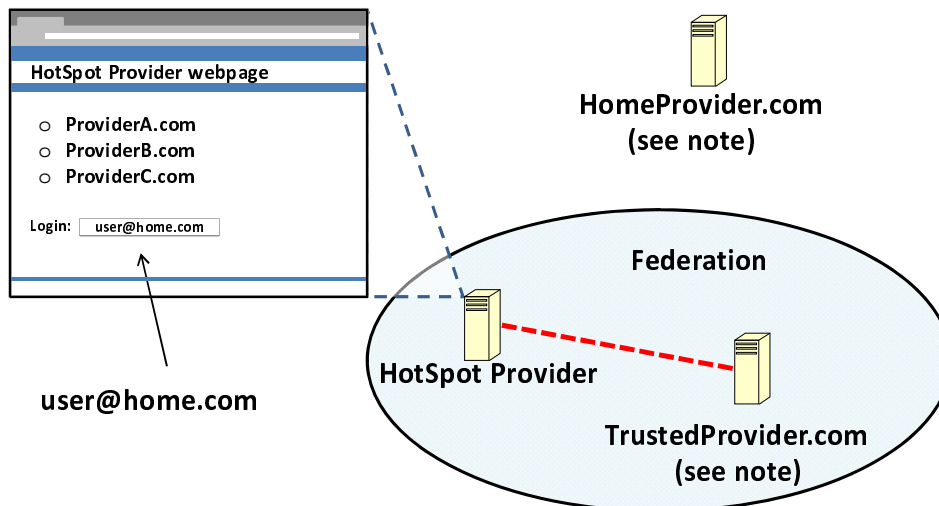 HotSpot Provider webpage
ProviderA.com
ProviderB.com
ProviderC.com
Login: user@home.com
user@home.com
HomeProvider.com
(see note)
Federation
HotSpot Provider
TrustedProvider.com
(see note)